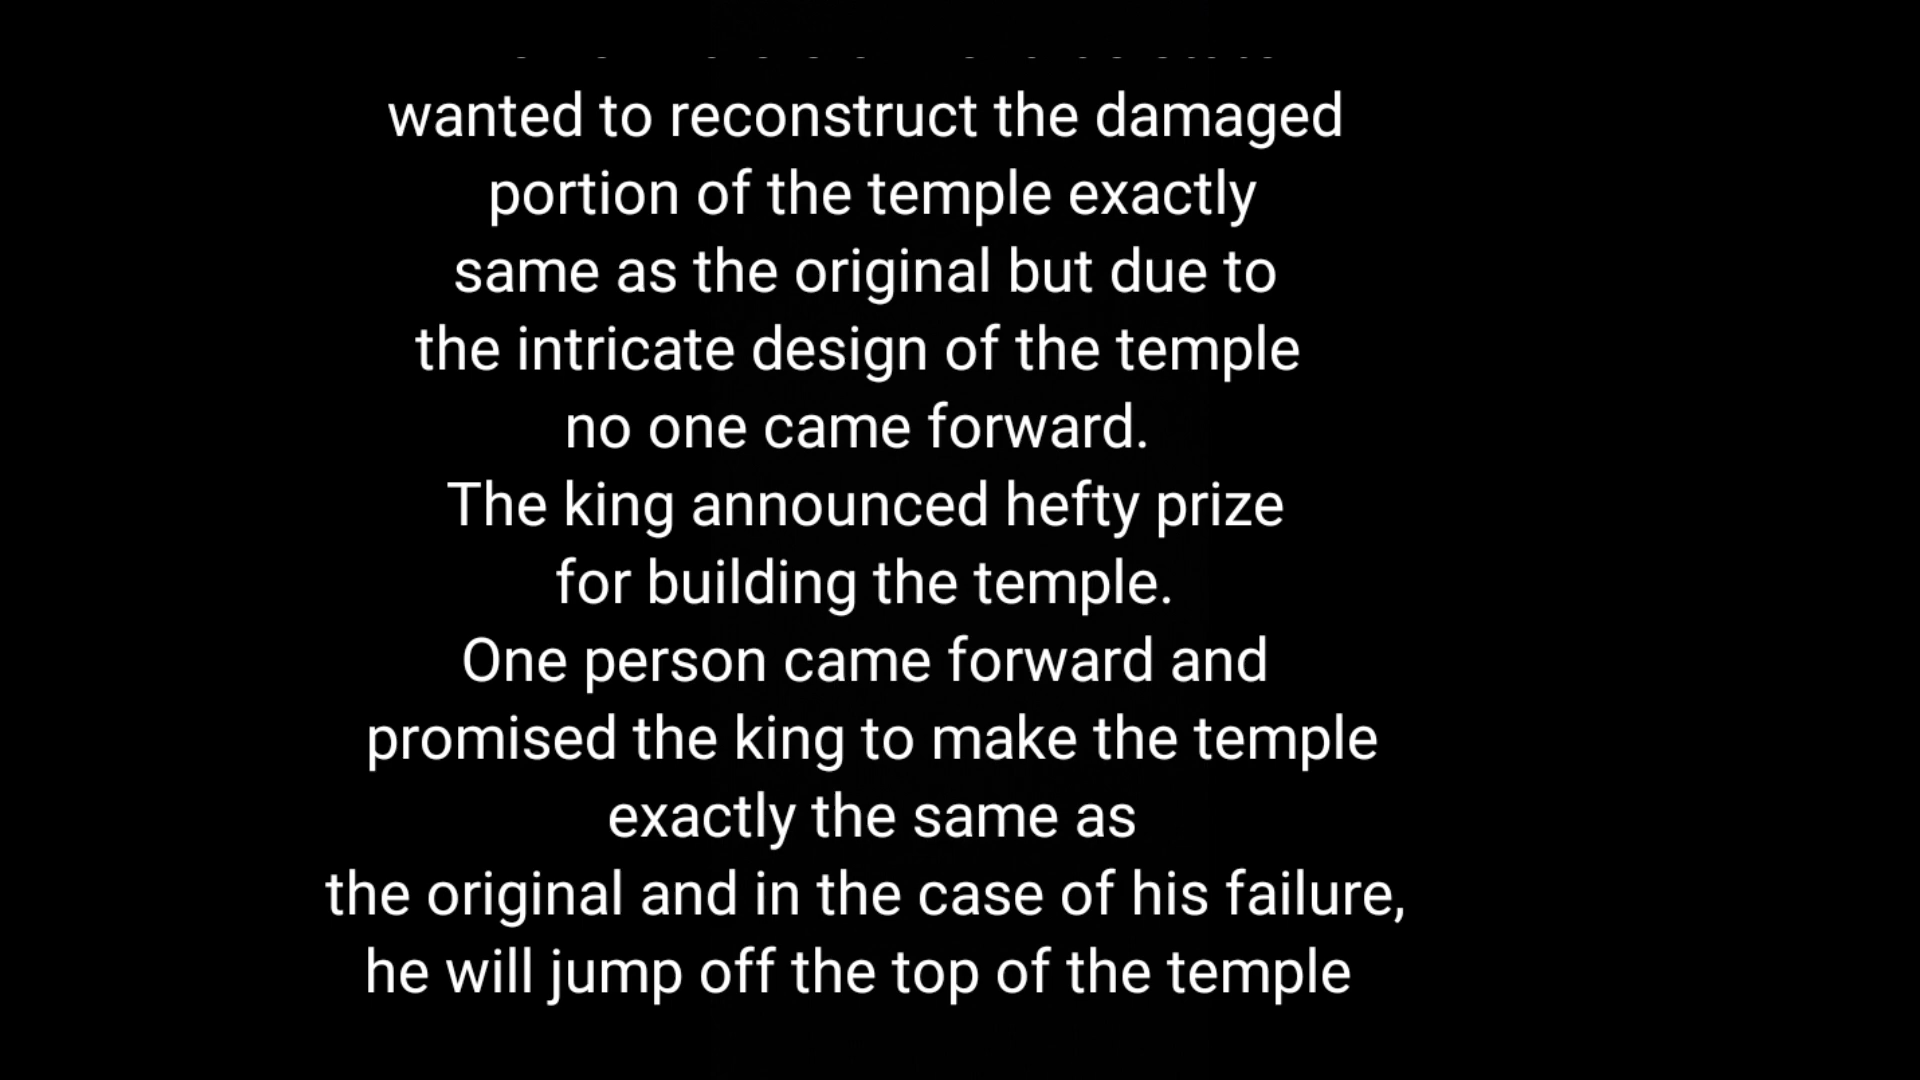 wanted to reconstruct the damaged
portion of the temple exactly
same as the original but due to
the intricate design of the temple
no one came forward.
The king announced hefty prize
for building the temple.
One person came forward and
promised the king to make the temple
exactly the same as
the original and in the case of his failure,
he will jump off the top of the temple